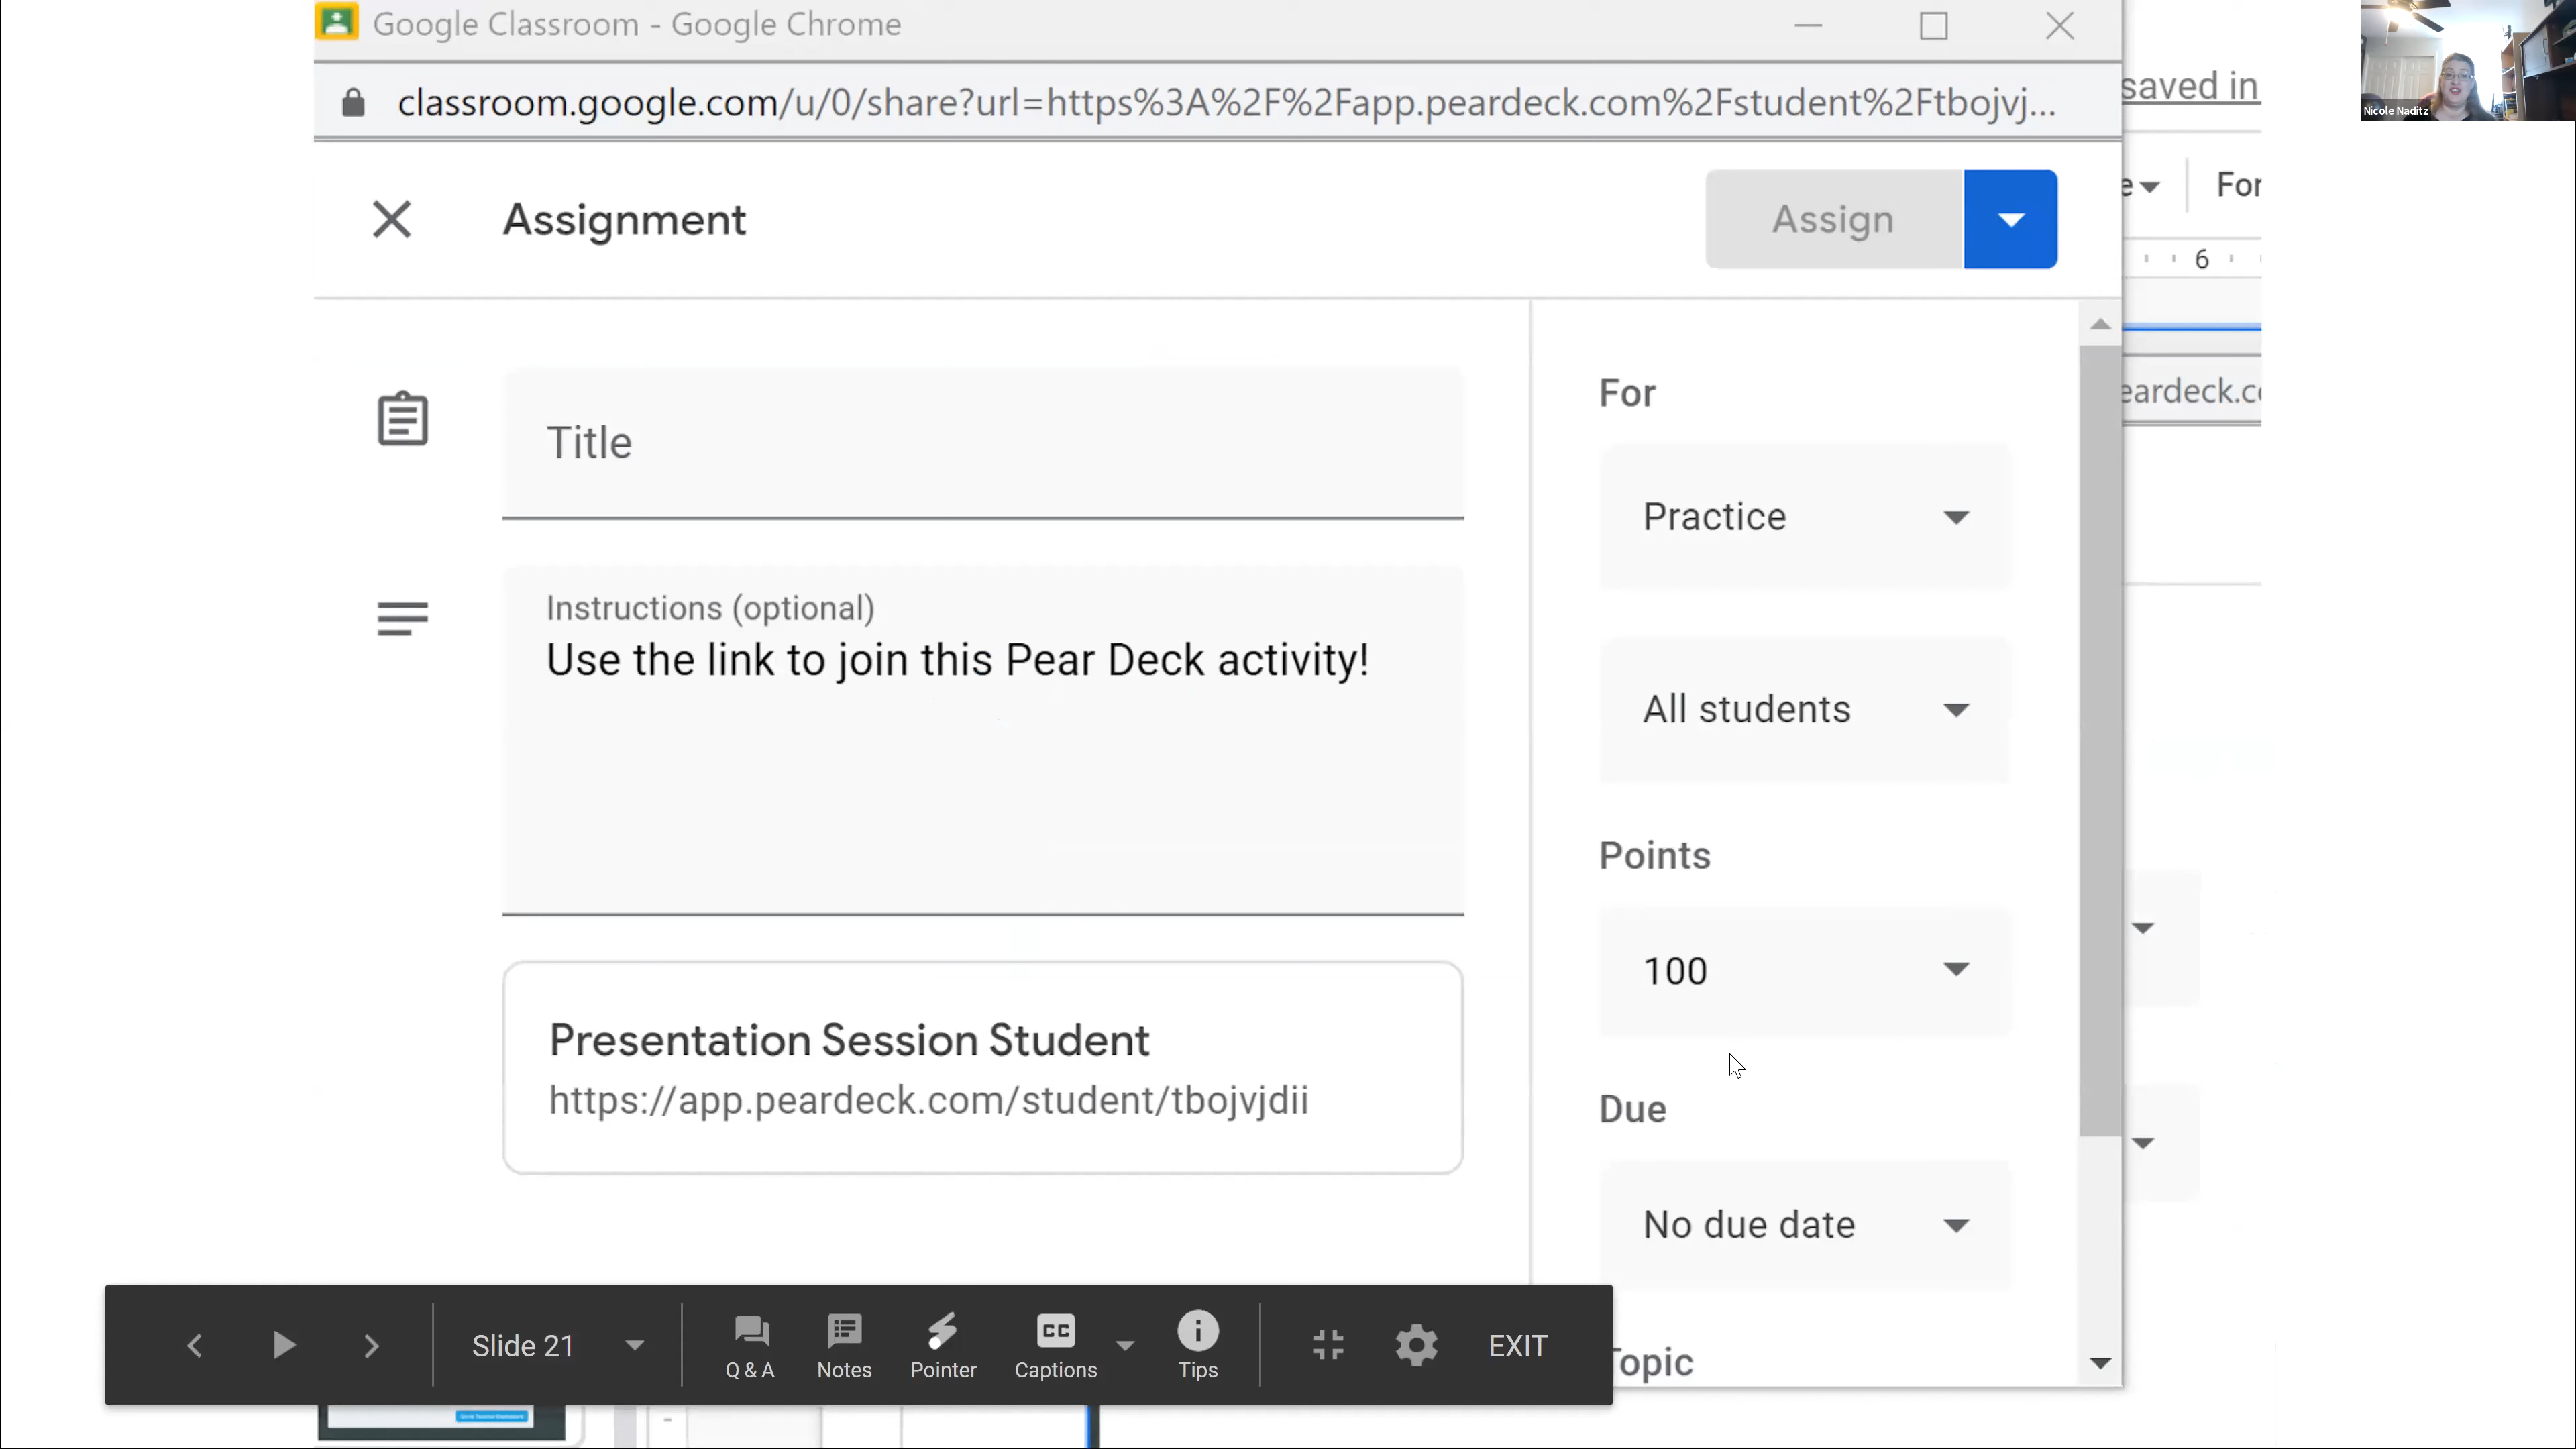 Google Classroom - Google Chrome
classroom.google.com/u/0/share?url=https%3A%2F%2Fapp.peardeck.com%2Fstudent%2Ftbojvj...
saved in
Nicole Naditz
Assignment
Assign
For
6
Title
For
eardeck.c
Practice
Instructions (optional)
Use the link to join this Pear Deck activity!
All students
Points
100
Presentation Session Student
https://app.peardeck.com/student/tbojvjdii
Due
No due date
Slide 21
Q & A
Notes
CC
Pointer
Captions
Tips
EXIT
Topic